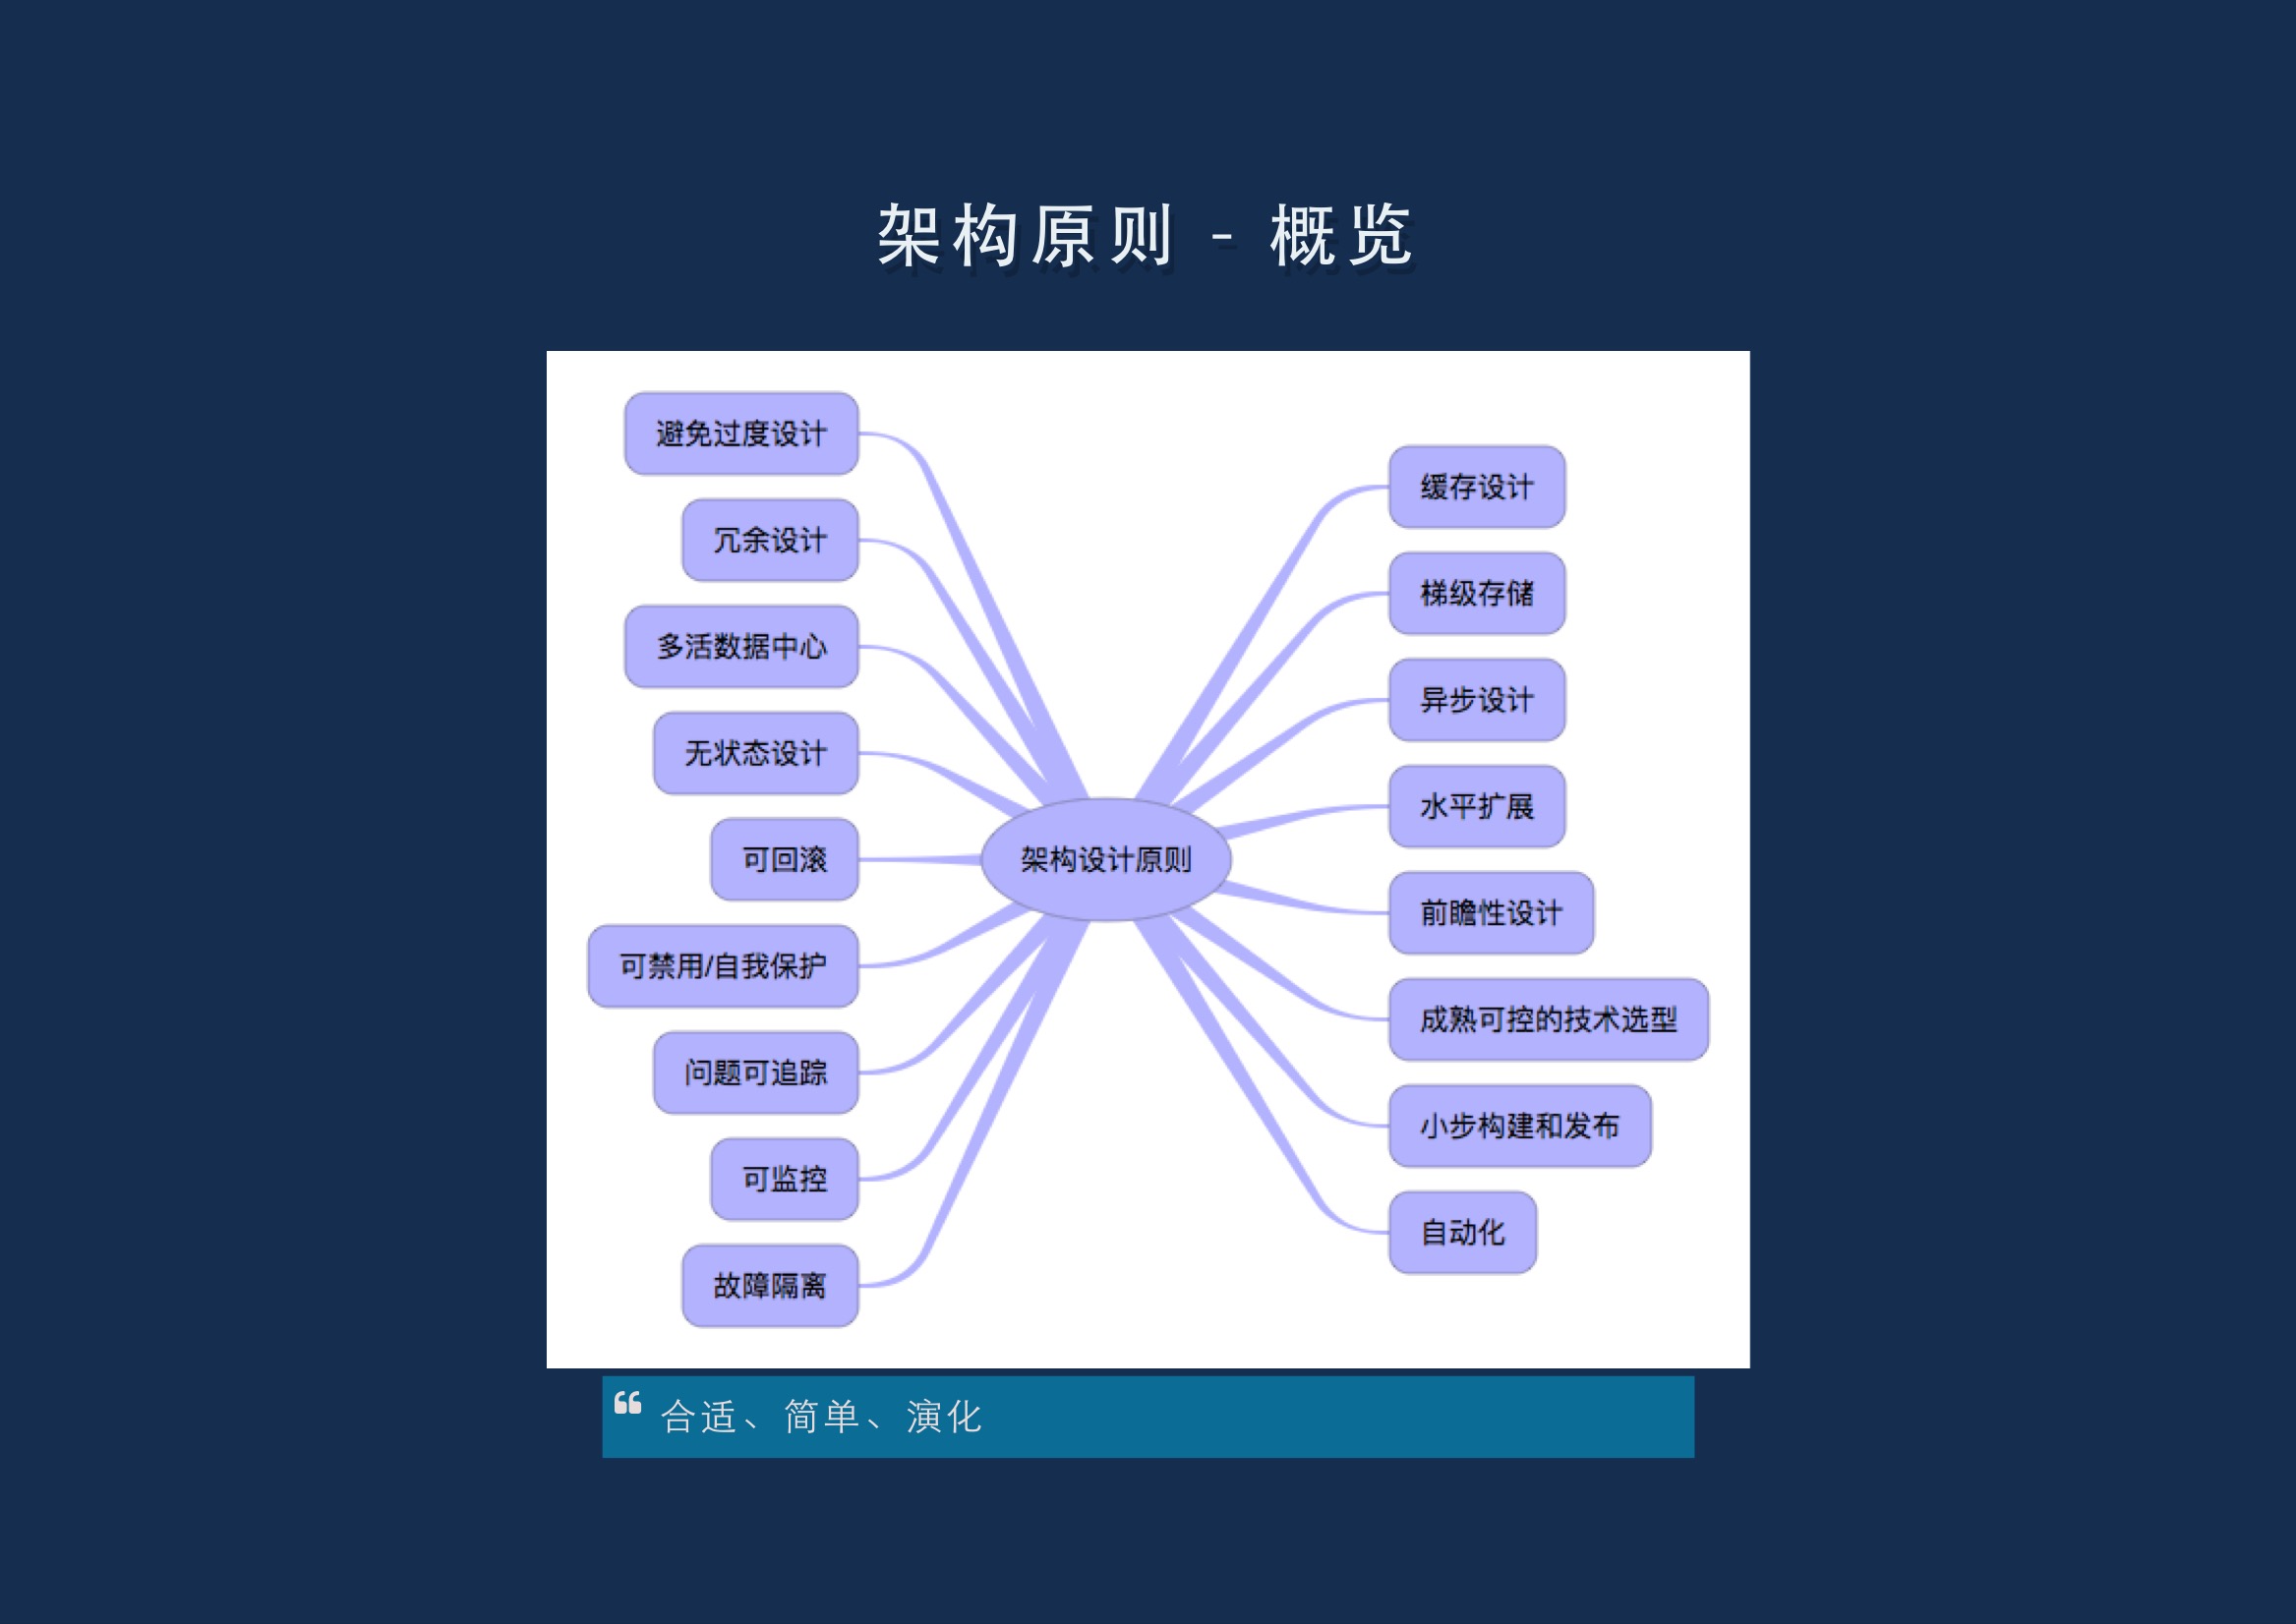 架构原则 - 概览
避免过度设计
冗余设计
多活数据中心
无状态设计
可回滚
可禁用/自我保护
问题可追踪
可监控
故障隔离
架构设计原则
缓存设计
梯级存储
异步设计
水平扩展
前瞻性设计
成熟可控的技术选型
小步构建和发布
自动化
“ 合适、简单、演化